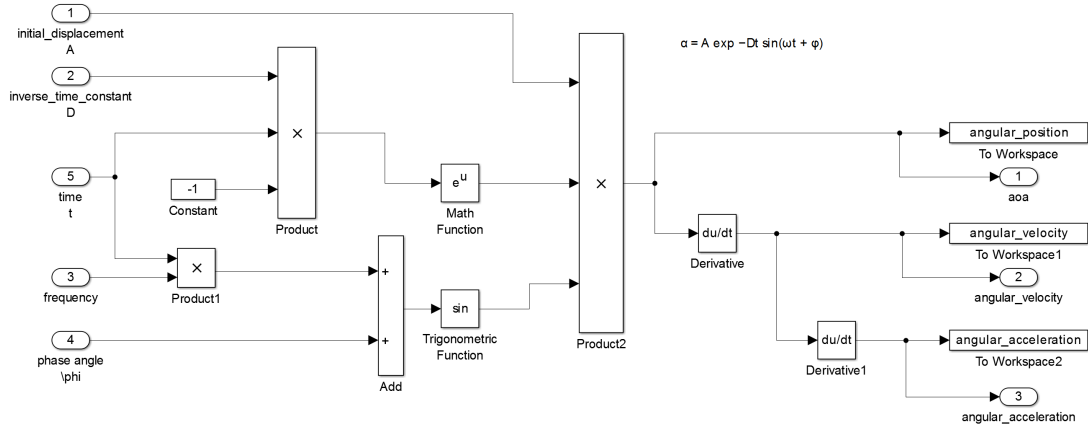 1
initial_displacement
A
α = A exp −Dt sin(ωt + φ)
2
inverse_time_constant
D
×
Product
5
time
t
-1
Constant
e^u
Math
Function
×
Product1
3
frequency
4
phase angle
\phi
+
+
Add
sin
Trigonometric
Function
×
Product2
angular_position
To Workspace
1
aoa
du/dt
Derivative
angular_velocity
To Workspace1
2
angular_velocity
du/dt
Derivative1
angular_acceleration
To Workspace2
3
angular_acceleration